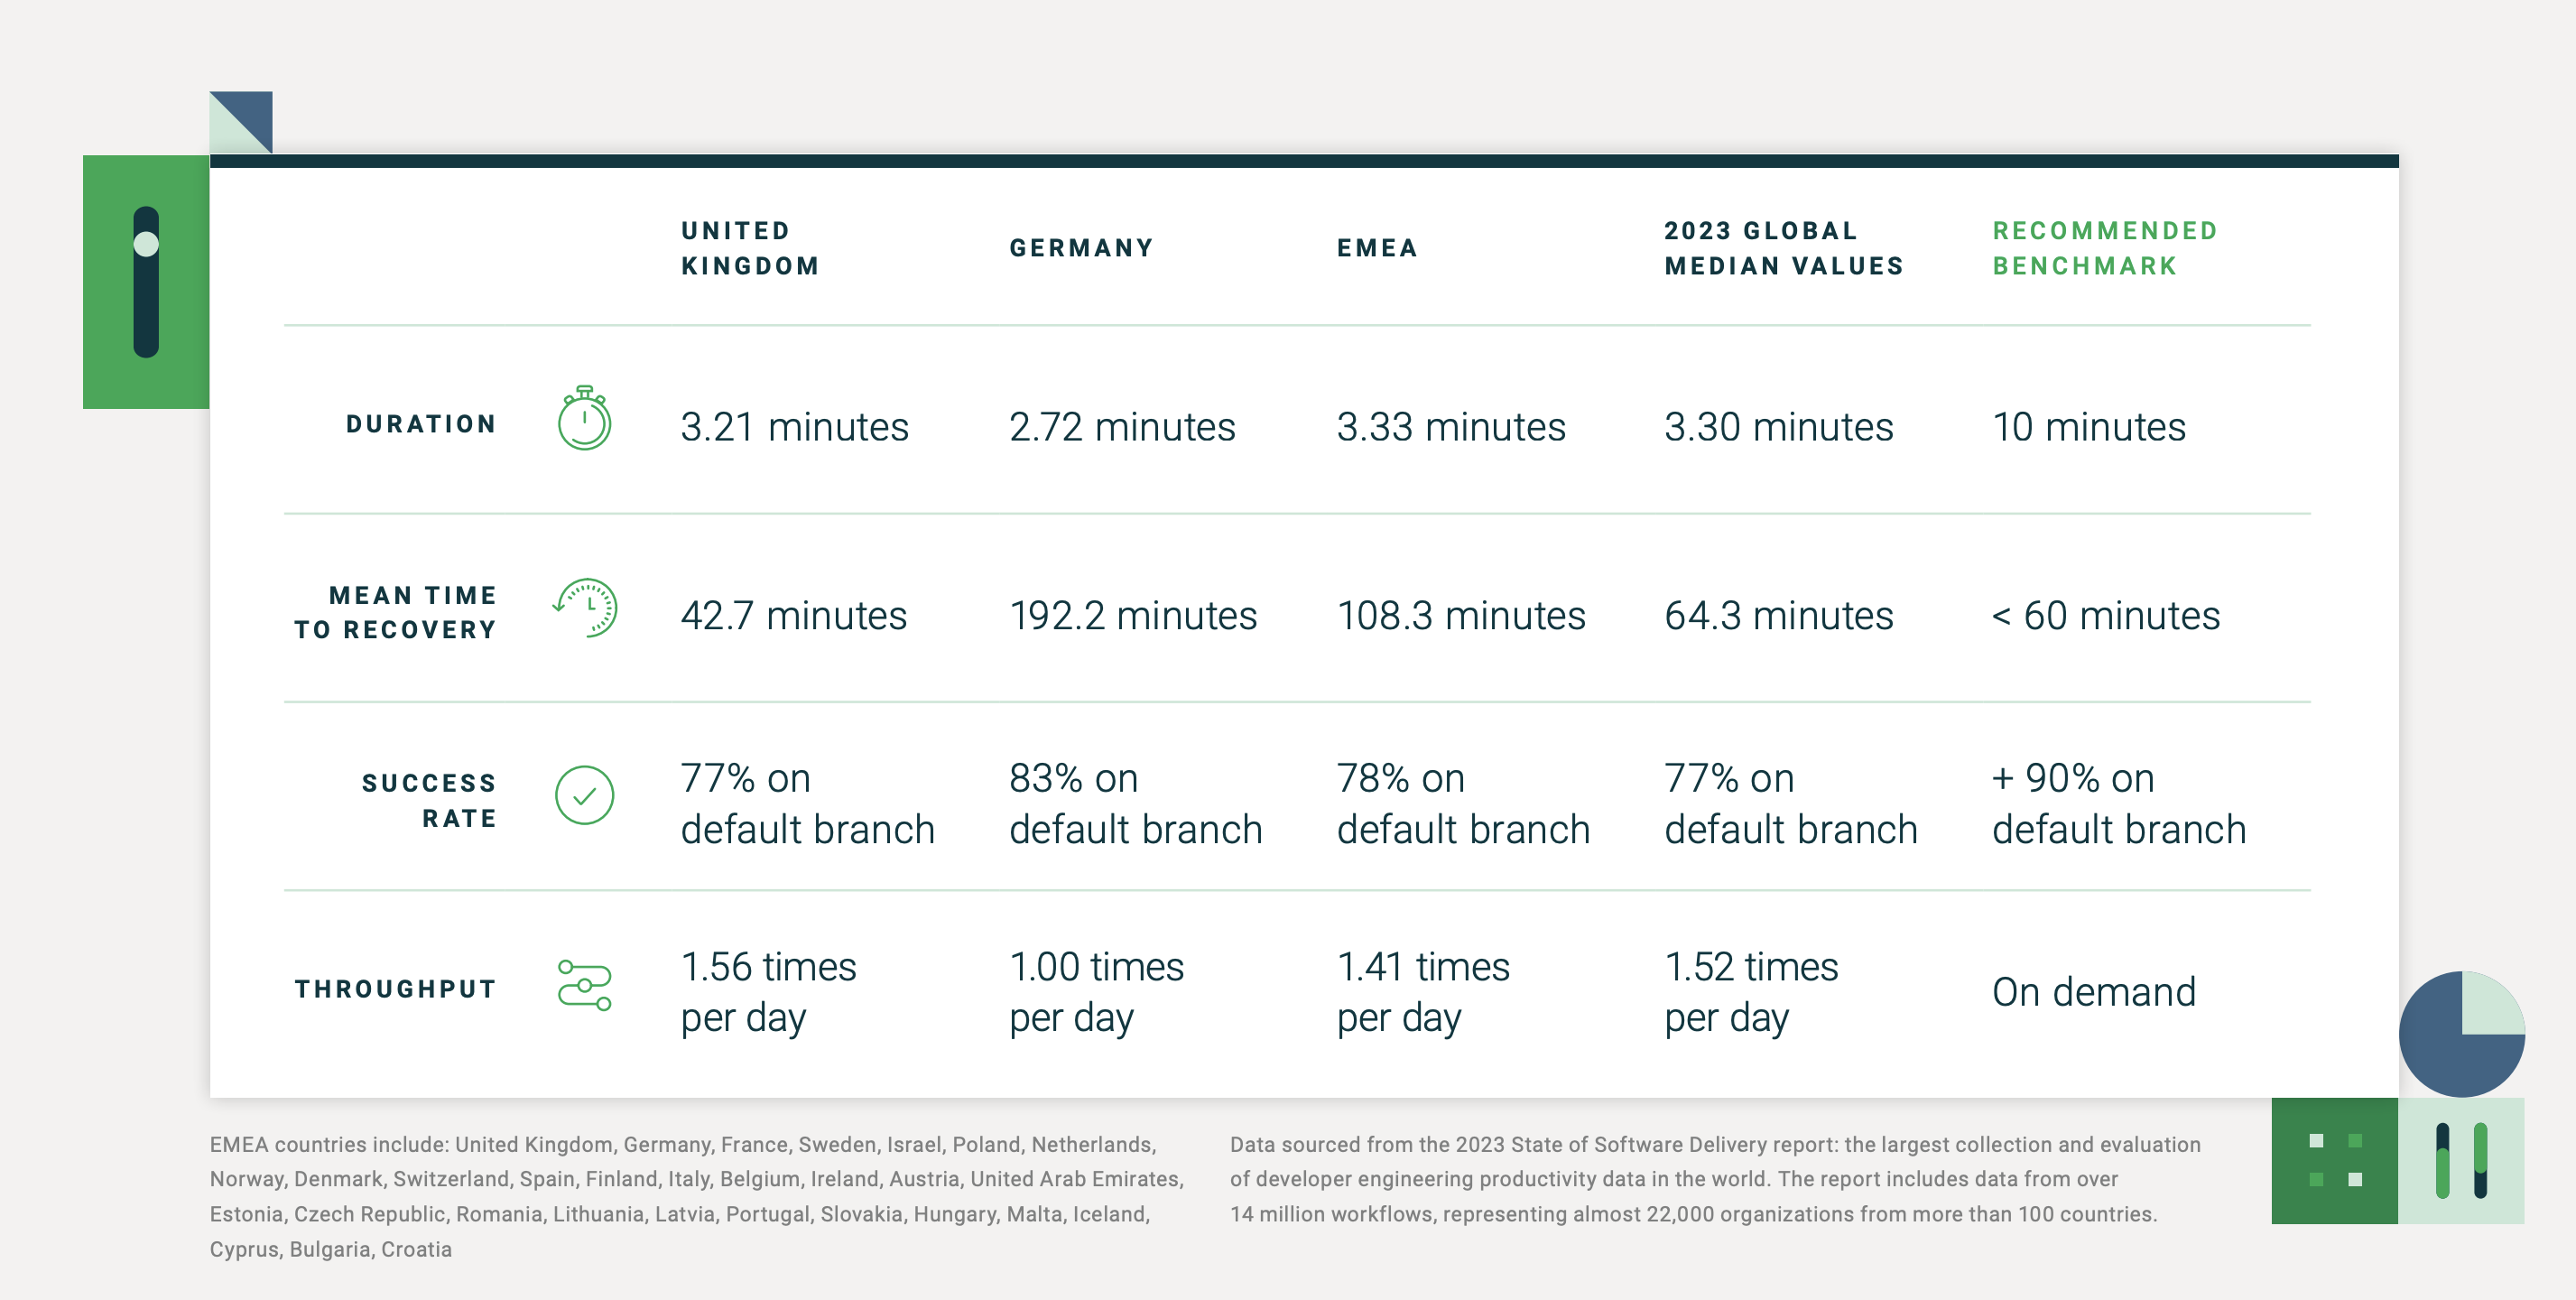 UNITED
KINGDOM
GERMANY
EMEA
2023 GLOBAL
MEDIAN VALUES
RECOMMENDED
BENCHMARK
DURATION
3.21 minutes
2.72 minutes
3.33 minutes
3.30 minutes
10 minutes
MEAN TIME
TO RECOVERY
42.7 minutes
192.2 minutes
108.3 minutes
64.3 minutes
< 60 minutes
SUCCESS
RATE
77% on
default branch
83% on
default branch
78% on
default branch
77% on
default branch
+ 90% on
default branch
THROUGHPUT
1.56 times
per day
1.00 times
per day
1.41 times
per day
1.52 times
per day
On demand
EMEA countries include: United Kingdom, Germany, France, Sweden, Israel, Poland, Netherlands,
Norway, Denmark, Switzerland, Spain, Finland, Italy, Belgium, Ireland, Austria, United Arab Emirates,
Estonia, Czech Republic, Romania, Lithuania, Latvia, Portugal, Slovakia, Hungary, Malta, Iceland,
Cyprus, Bulgaria, Croatia
Data sourced from the 2023 State of Software Delivery report: the largest collection and evaluation
of developer engineering productivity data in the world. The report includes data from over
14 million workflows, representing almost 22,000 organizations from more than 100 countries.